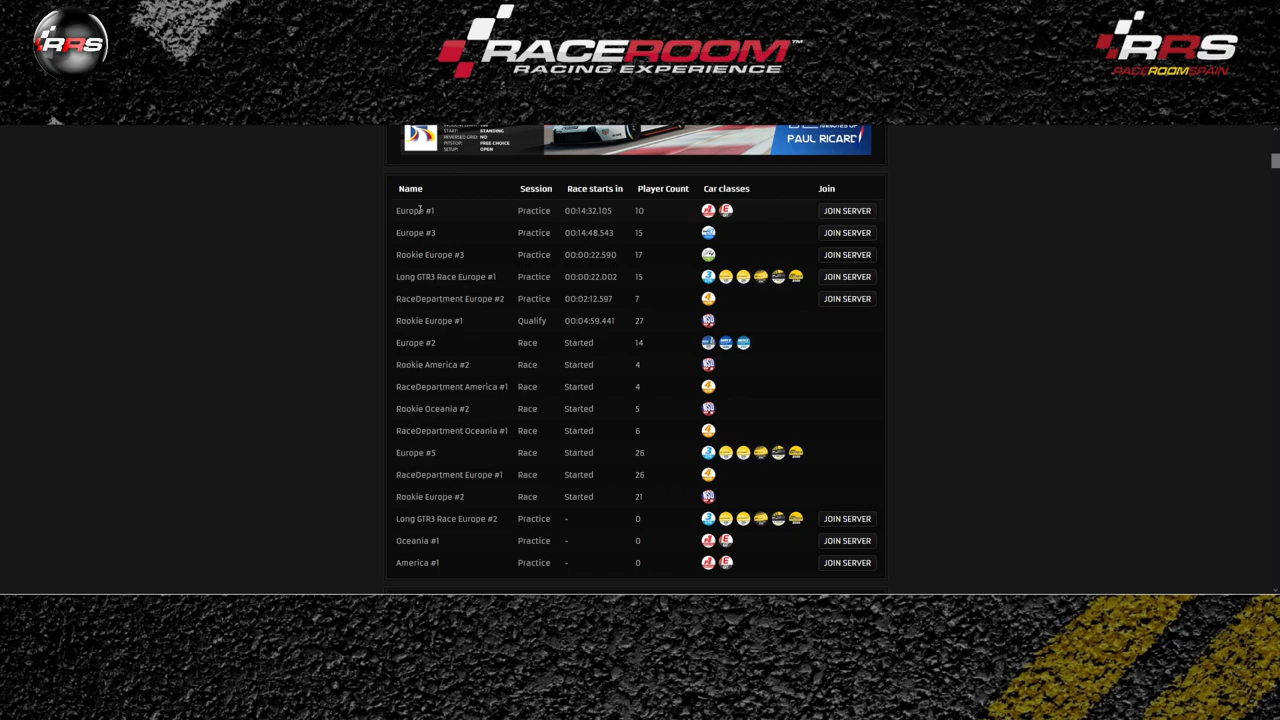 RRS
RACEROOM™
RACING EXPERIENCE
RRS
RACEROOMSPAIN
START: STANDING
REVERSED GRID: NO
PITSTOP: FREE CHOICE
SETUP: OPEN
MINUTES OF
PAUL RICARD
Name Session Race starts in Player Count Car classes Join
Europe #1 Practice 00:14:32.105 10 JOIN SERVER
Europe #3 Practice 00:14:48.543 15 JOIN SERVER
Rookie Europe #3 Practice 00:00:22.590 17 JOIN SERVER
Long GTR3 Race Europe #1 Practice 00:00:22.002 15 JOIN SERVER
RaceDepartment Europe #2 Practice 00:02:12.597 7 JOIN SERVER
Rookie Europe #1 Qualify 00:04:59.441 27
Europe #2 Race Started 14
Rookie America #2 Race Started 4
RaceDepartment America #1 Race Started 4
Rookie Oceania #2 Race Started 5
RaceDepartment Oceania #1 Race Started 6
Europe #5 Race Started 26
RaceDepartment Europe #1 Race Started 26
Rookie Europe #2 Race Started 21
Long GTR3 Race Europe #2 Practice - 0 JOIN SERVER
Oceania #1 Practice - 0 JOIN SERVER
America #1 Practice - 0 JOIN SERVER